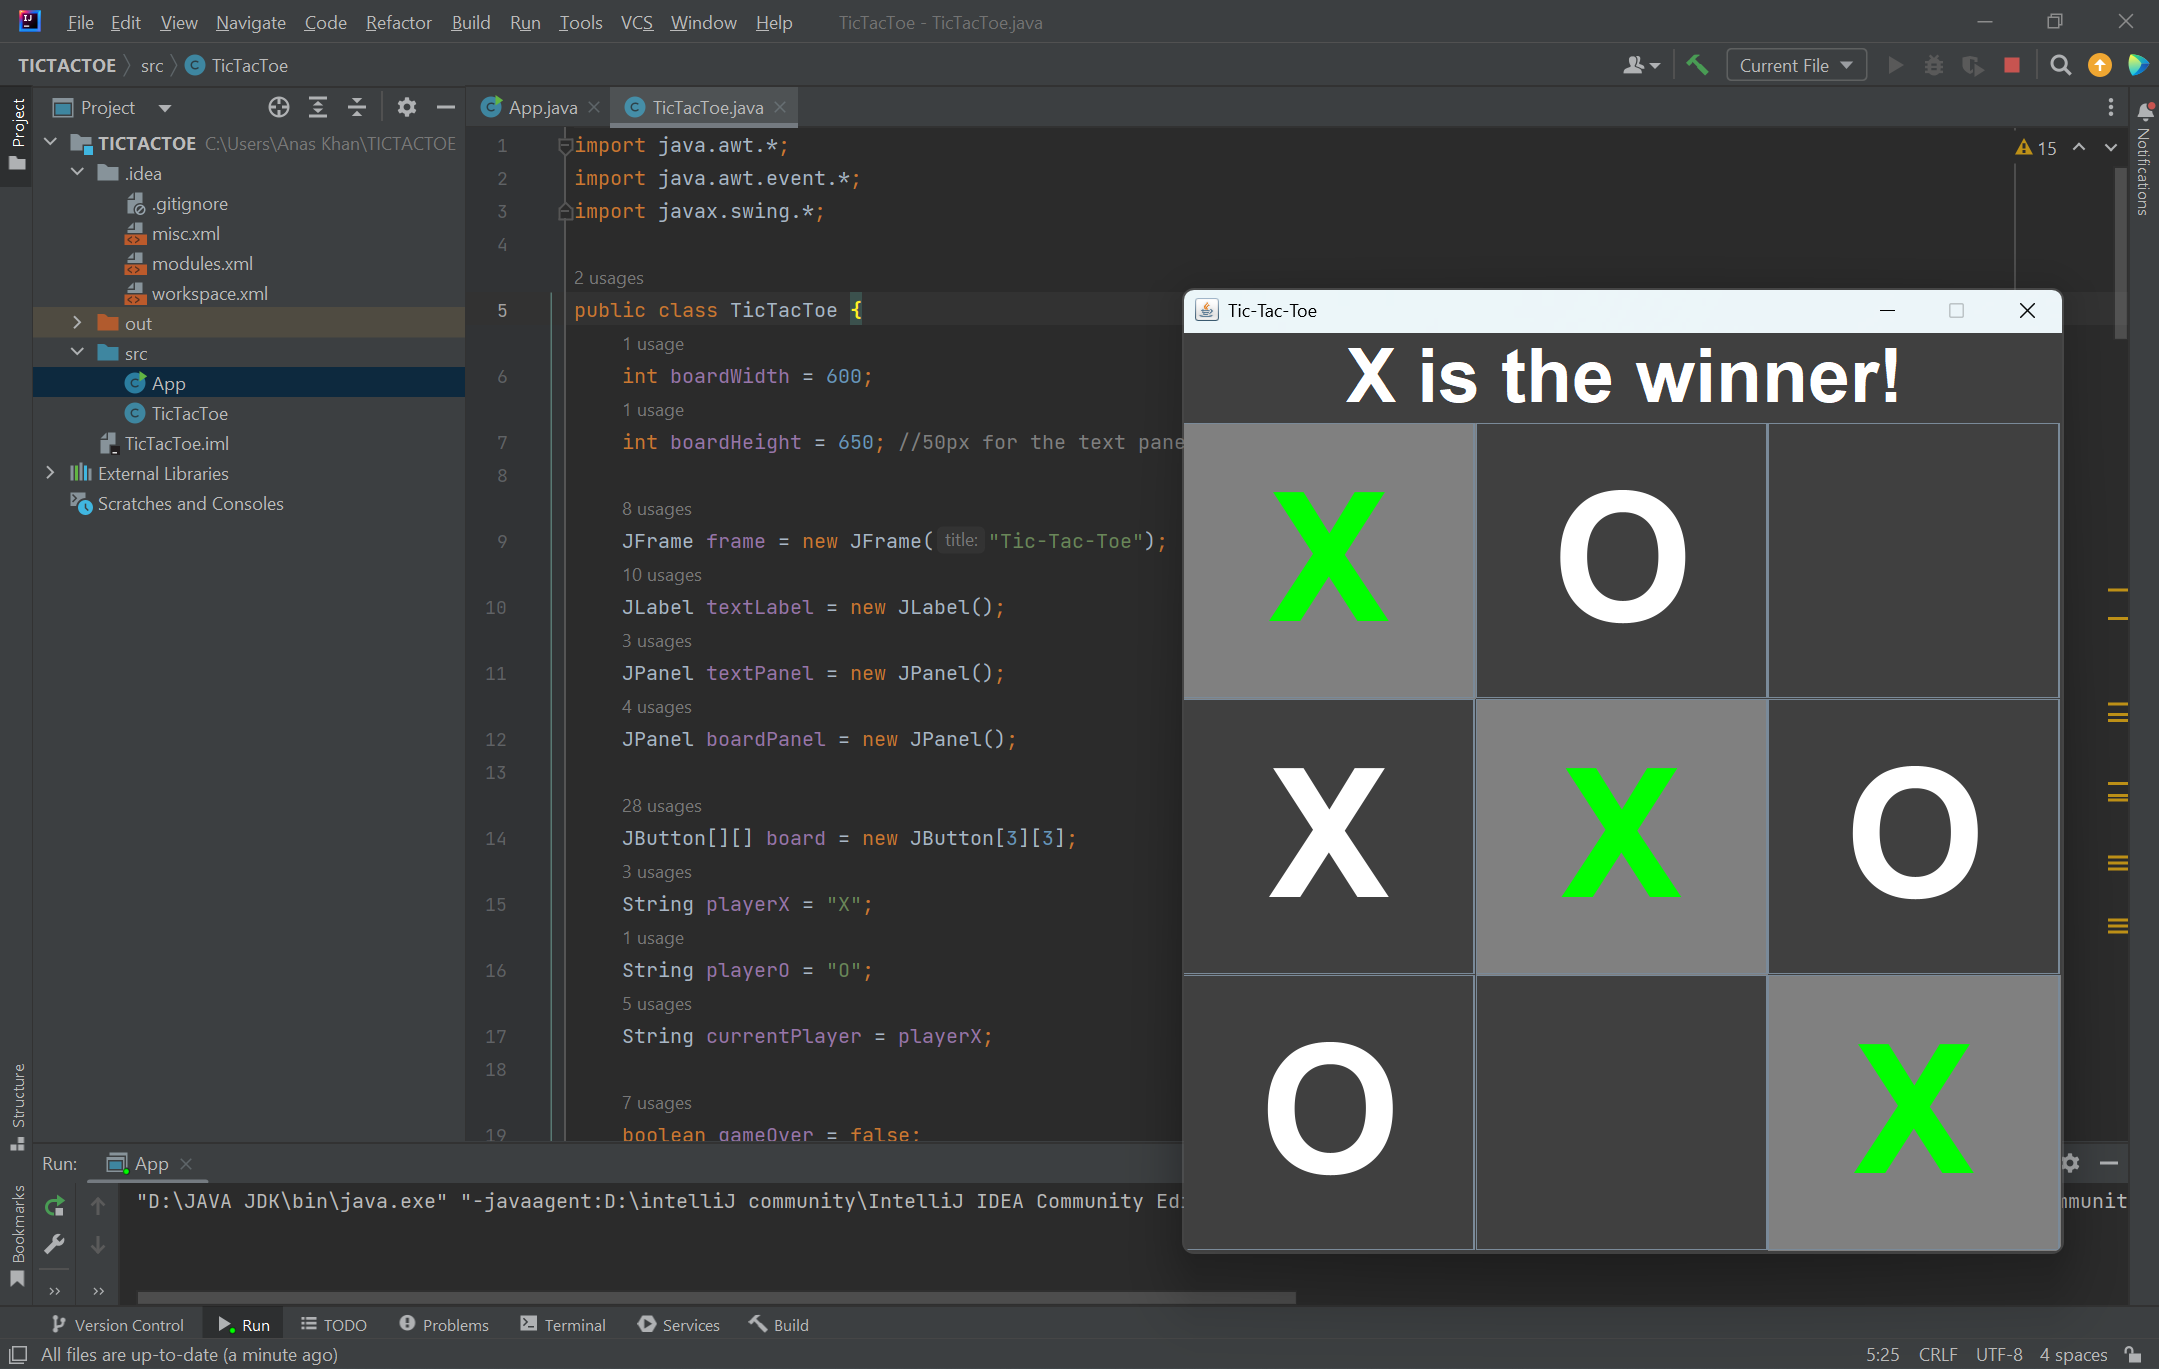 File Edit View Navigate Code Refactor Build Run Tools VCS Window Help TicTacToe - TicTacToe.java
TICTACTOE src TicTacToe
Current File
Project
Project
App.java
TicTacToe.java
Notifications
TICTACTOE C:\Users\Anas Khan\TICTACTOE
.idea
.gitignore
misc.xml
modules.xml
workspace.xml
out
src
App
TicTacToe
TicTacToe.iml
External Libraries
Scratches and Consoles
15
1 import java.awt.*;
2 import java.awt.event.*;
3 import javax.swing.*;
4
2 usages
5 public class TicTacToe {
1 usage
6 int boardWidth = 600;
1 usage
7 int boardHeight = 650; //50px for the text pane
8
8 usages
9 JFrame frame = new JFrame( title: "Tic-Tac-Toe");
10 usages
10 JLabel textLabel = new JLabel();
3 usages
11 JPanel textPanel = new JPanel();
4 usages
12 JPanel boardPanel = new JPanel();
13
28 usages
14 JButton[][] board = new JButton[3][3];
3 usages
15 String playerX = "X";
1 usage
16 String playerO = "O";
5 usages
17 String currentPlayer = playerX;
18
7 usages
19 boolean gameOver = false;
Tic-Tac-Toe
X is the winner!
X O
X X O
O X
Structure
Bookmarks
Run: App
"D:\JAVA JDK\bin\java.exe" "-javaagent:D:\intelliJ community\IntelliJ IDEA Community Ed
munit
Version Control Run TODO Problems Terminal Services Build
All files are up-to-date (a minute ago)
5:25 CRLF UTF-8 4 spaces